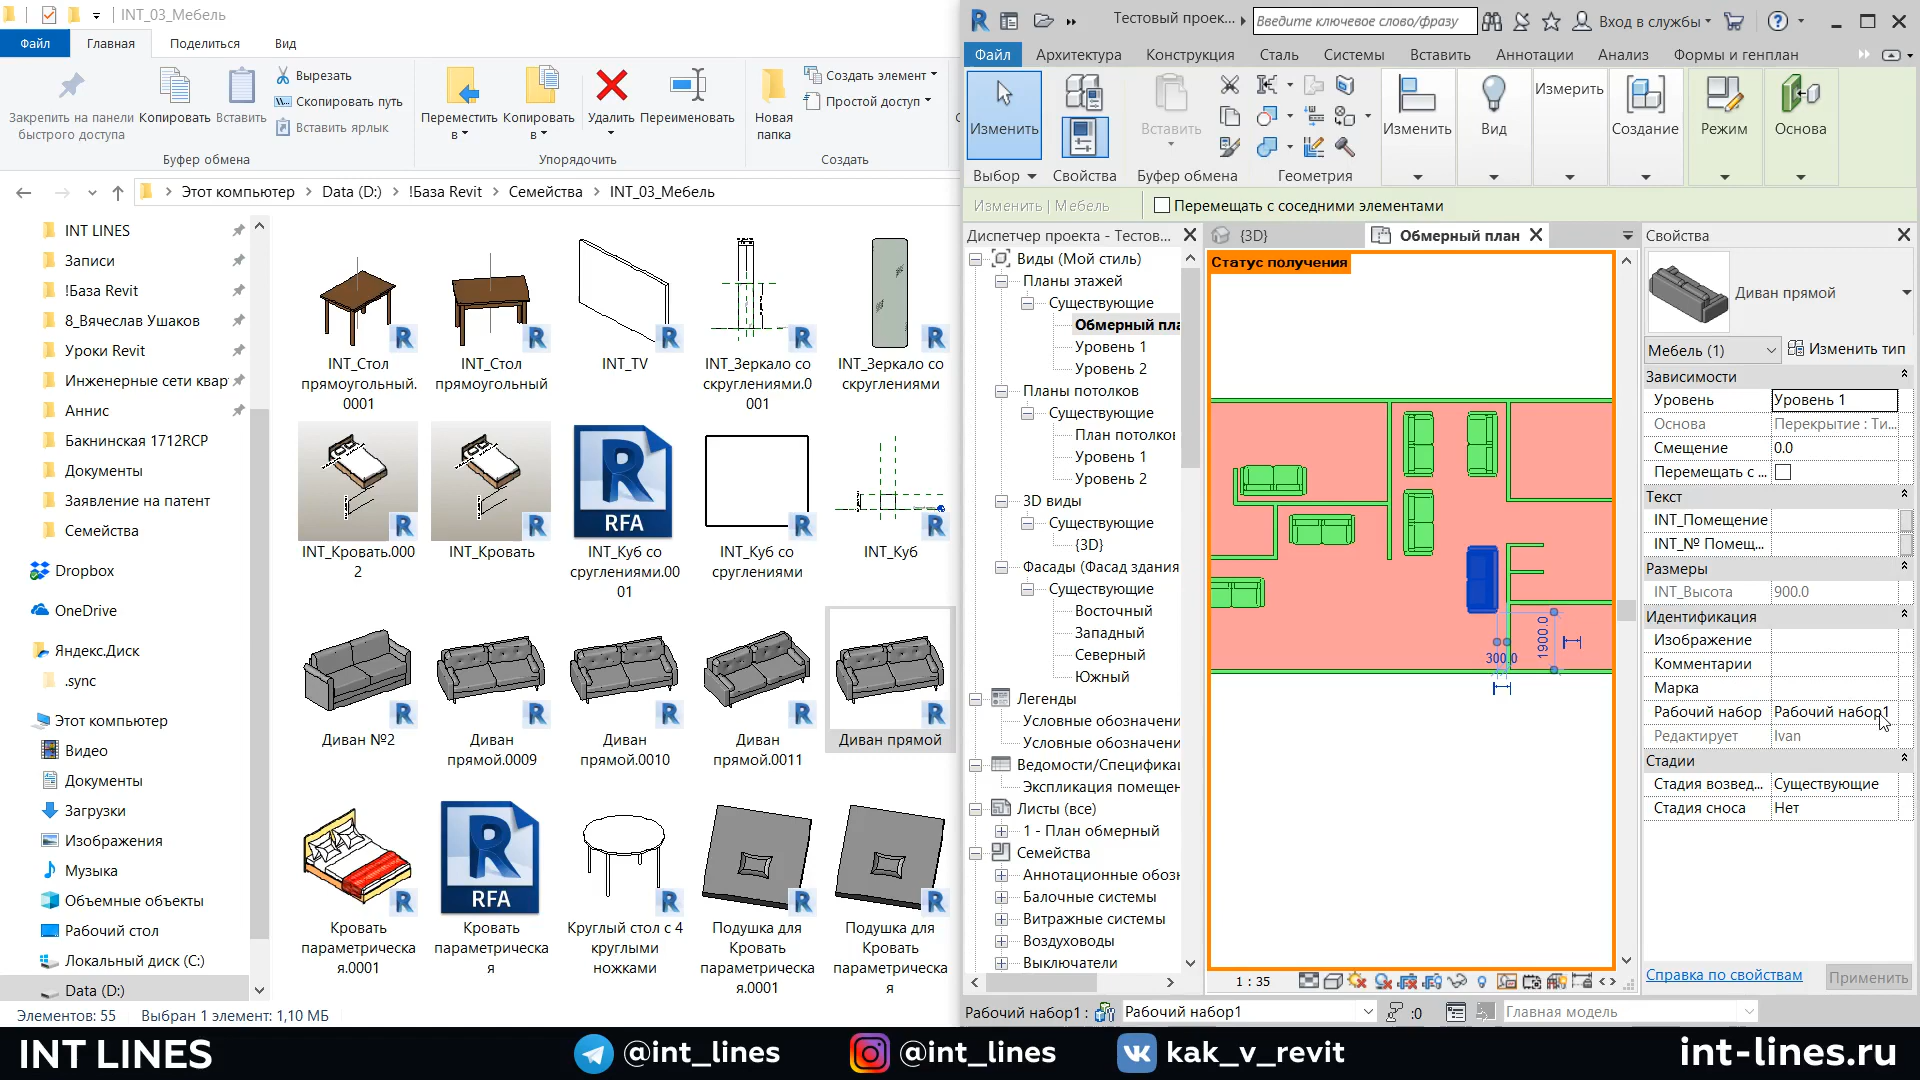 INT_03_Мебель
Файл
Главная
Поделиться
Вид
Закрепить на панели
быстрого доступа
Копировать
Вставить
Вырезать
Скопировать путь
Вставить ярлык
Буфер обмена
Переместить
в
Копировать
в
Удалить
Переименовать
Упорядочить
Новая
папка
Создать элемент
Простой доступ
Создать
Этот компьютер
Data (D:)
!База Revit
Семейства
INT_03_Мебель
INT LINES
Записи
!База Revit
8_Вячеслав Ушаков
Уроки Revit
Инженерные сети квар
Аннис
Бакнинская 1712RCP
Документы
Заявление на патент
Семейства
Dropbox
OneDrive
Яндекс.Диск
.sync
Этот компьютер
Видео
Документы
Загрузки
Изображения
Музыка
Объемные объекты
Рабочий стол
Локальный диск (C:)
Data (D:)
INT_Стол
прямоугольный.
0001
INT_Стол
прямоугольный
INT_TV
INT_Зеркало со
скруглениями.0
001
INT_Зеркало со
скруглениями
INT_Кровать.000
2
INT_Кровать
RFA
INT_Куб со
сруглениями.00
01
INT_Куб со
сруглениями
INT_Куб
Диван №2
Диван
прямой.0009
Диван
прямой.0010
Диван
прямой.0011
Диван прямой
Кровать
параметрическа
я.0001
RFA
Кровать
параметрическа
я
Круглый стол с 4
круглыми
ножками
Подушка для
Кровать
параметрическа
я.0001
Подушка для
Кровать
параметрическа
я
Элементов: 55
Выбран 1 элемент: 1,10 МБ
Тестовый проек...
Введите ключевое слово/фразу
Вход в службы
Файл
Архитектура
Конструкция
Сталь
Системы
Вставить
Аннотации
Анализ
Формы и генплан
Изменить
Выбор
Свойства
Вставить
Буфер обмена
Геометрия
Изменить
Вид
Измерить
Создание
Режим
Основа
Изменить | Мебель
Перемещать с соседними элементами
Диспетчер проекта - Тестов...
Виды (Мой стиль)
Планы этажей
Существующие
Обмерный пла
Уровень 1
Уровень 2
Планы потолков
Существующие
План потолко
Уровень 1
Уровень 2
3D виды
Существующие
{3D}
Фасады (Фасад здания
Существующие
Восточный
Западный
Северный
Южный
Легенды
Условные обозначени
Условные обозначени
Ведомости/Спецификац
Экспликация помещен
Листы (все)
1 - План обмерный
Семейства
Аннотационные обозн
Балочные системы
Витражные системы
Воздуховоды
Выключатели
{3D}
Обмерный план
Статус получения
1900.0
300.0
1 : 35
Свойства
Диван прямой
Мебель (1)
Изменить тип
Зависимости
Уровень
Уровень 1
Основа
Перекрытие : Ти...
Смещение
0.0
Перемещать с ...
Текст
INT_Помещение
INT_№ Помещ...
Размеры
INT_Высота
900.0
Идентификация
Изображение
Комментарии
Марка
Рабочий набор
Рабочий набор1
Редактирует
Ivan
Стадии
Стадия возвед...
Существующие
Стадия сноса
Нет
Справка по свойствам
Применить
Рабочий набор1 :
Рабочий набор1
:0
Главная модель
INT LINES
@int_lines
@int_lines
kak_v_revit
int-lines.ru